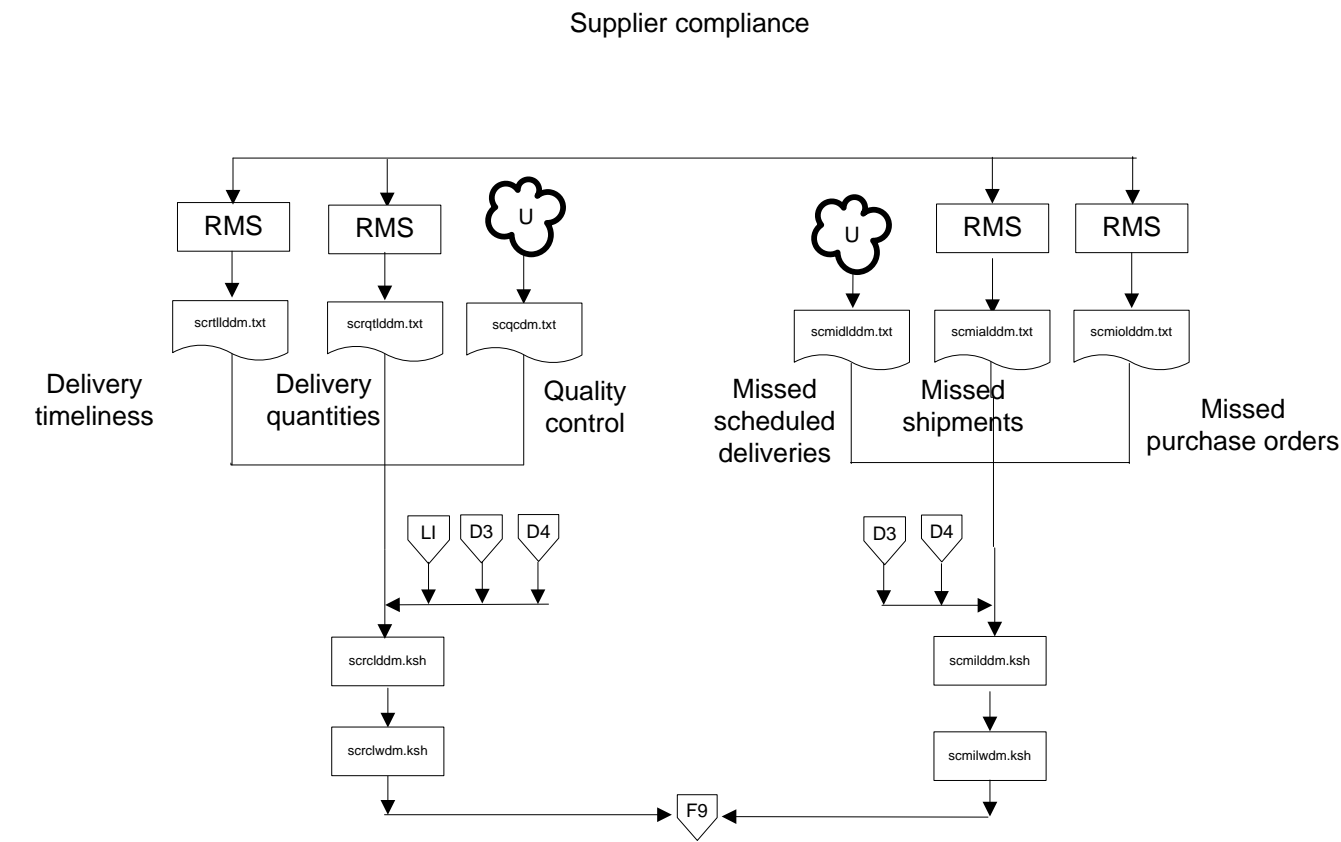 Supplier compliance
RMS
RMS
U
U
RMS
RMS
scrtllddm.txt
scrqtlddm.txt
scqcdm.txt
scmidlddm.txt
scmialddm.txt
scmiolddm.txt
Delivery
timeliness
Delivery
quantities
Quality
control
Missed
scheduled
deliveries
Missed
shipments
Missed
purchase orders
LI
D3
D4
D3
D4
scrclddm.ksh
scmilddm.ksh
scrclwdm.ksh
scmilwdm.ksh
F9